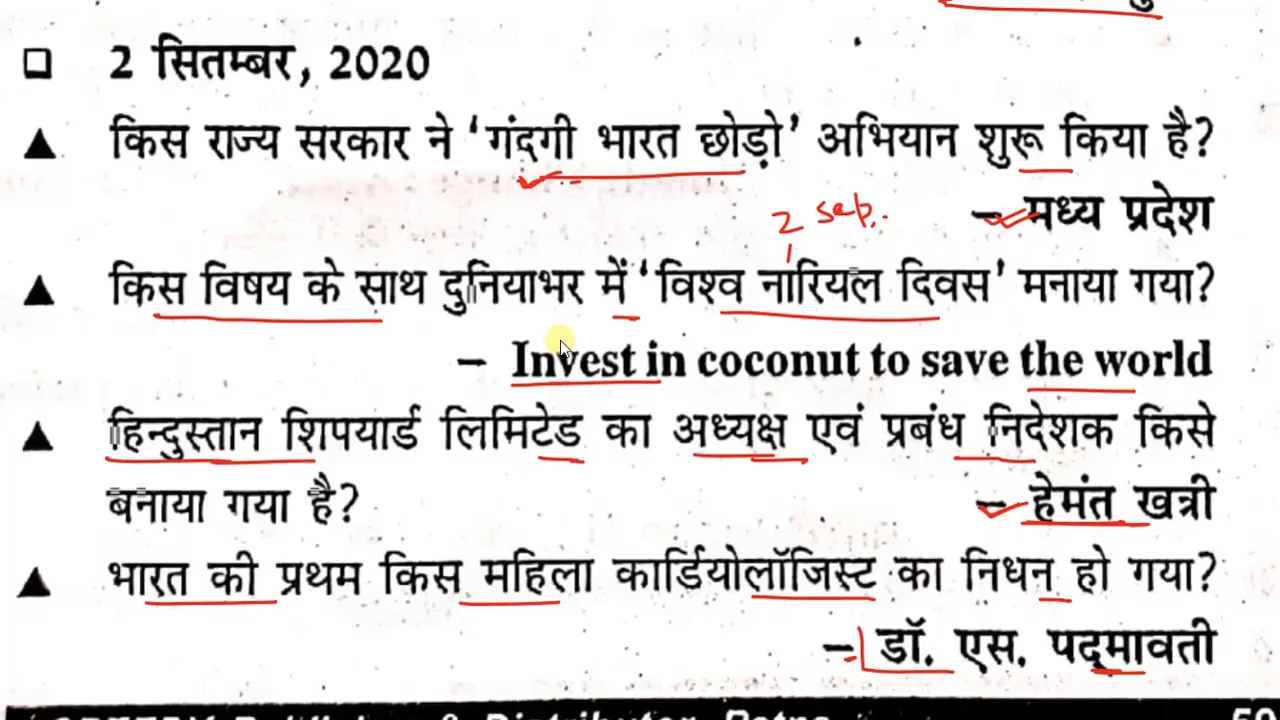 ❑ 2 सितम्बर, 2020
▲ किस राज्य सरकार ने ‘गंदगी भारत छोड़ो’ अभियान शुरू किया है?
– मध्य प्रदेश
2 sep.
▲ किस विषय के साथ दुनियाभर में ‘विश्व नारियल दिवस’ मनाया गया?
– Invest in coconut to save the world
▲ हिन्दुस्तान शिपयार्ड लिमिटेड का अध्यक्ष एवं प्रबंध निदेशक किसे
बनाया गया है?
– हेमंत खत्री
▲ भारत की प्रथम किस महिला कार्डियोलॉजिस्ट का निधन हो गया?
– डॉ. एस. पद्मावती